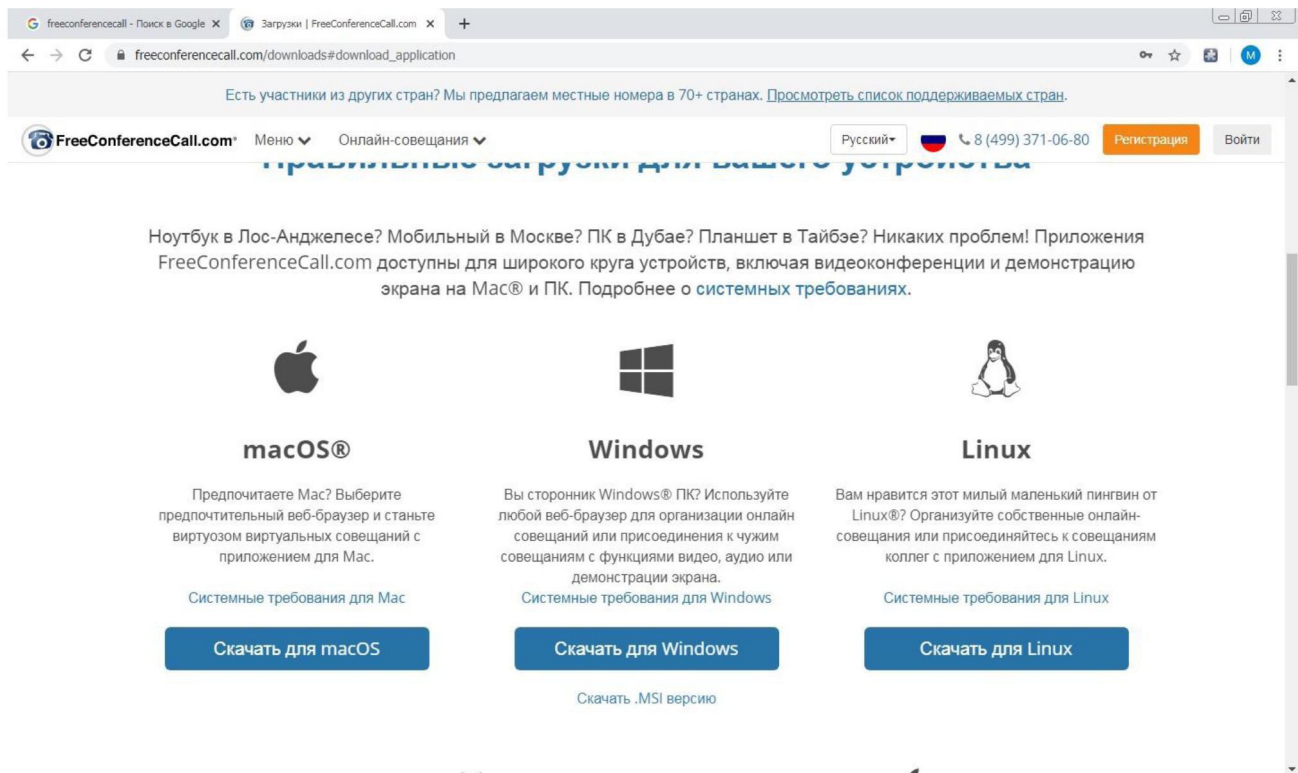 freeconferencecall - Поиск в Google
Загрузки | FreeConferenceCall.com
freeconferencecall.com/downloads#download_application
M
Есть участники из других стран? Мы предлагаем местные номера в 70+ странах. Просмотреть список поддерживаемых стран.
FreeConferenceCall.com®
Меню
Онлайн-совещания
Русский
8 (499) 371-06-80
Регистрация
Войти
Правильные загрузки для вашего устройства
Ноутбук в Лос-Анджелесе? Мобильный в Москве? ПК в Дубае? Планшет в Тайбэе? Никаких проблем! Приложения
FreeConferenceCall.com доступны для широкого круга устройств, включая видеоконференции и демонстрацию
экрана на Mac® и ПК. Подробнее о системных требованиях.
macOS®
Предпочитаете Mac? Выберите
предпочтительный веб-браузер и станьте
виртуозом виртуальных совещаний с
приложением для Mac.
Системные требования для Mac
Скачать для macOS
Windows
Вы сторонник Windows® ПК? Используйте
любой веб-браузер для организации онлайн
совещаний или присоединения к чужим
совещаниям с функциями видео, аудио или
демонстрации экрана.
Системные требования для Windows
Скачать для Windows
Скачать .MSI версию
Linux
Вам нравится этот милый маленький пингвин от
Linux®? Организуйте собственные онлайн-
совещания или присоединяйтесь к совещаниям
коллег с приложением для Linux.
Системные требования для Linux
Скачать для Linux